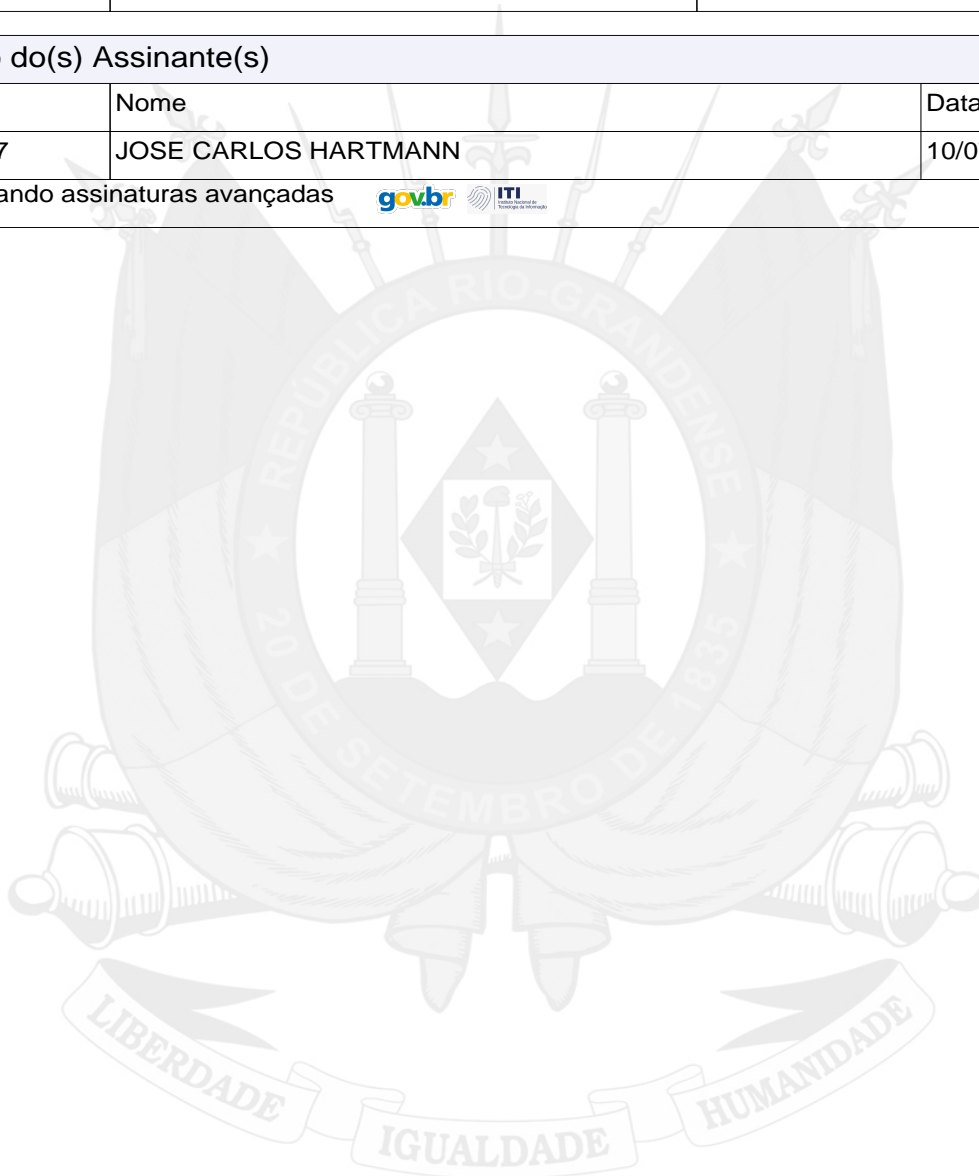 do(s) Assinante(s)
Nome
Data
7
JOSE CARLOS HARTMANN
10/0
ando assinaturas avançadas
gov.br
ITI
REPÚBLICA RIO-GRANDENSE
20 DE SETEMBRO DE 1835
LIBERDADE
IGUALDADE
HUMANIDADE